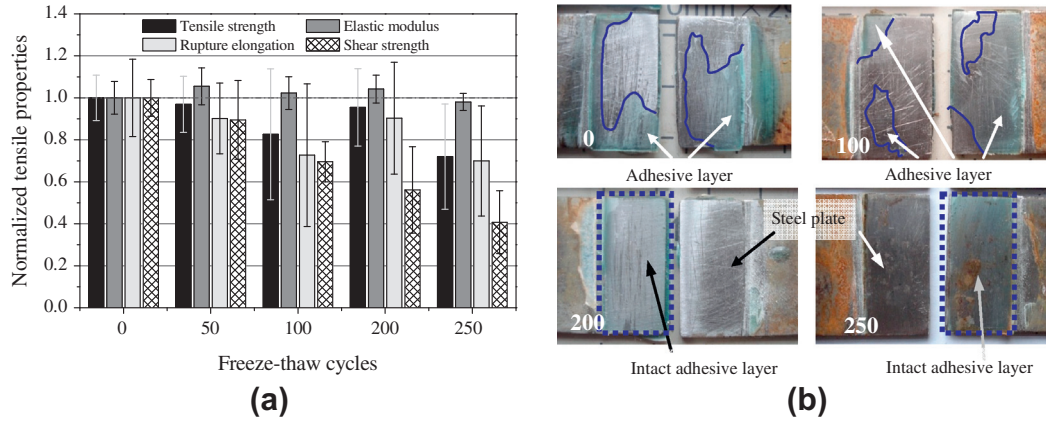 Normalized tensile properties
1.4
1.2
1.0
0.8
0.6
0.4
0.2
0.0
Tensile strength
Elastic modulus
Rupture elongation
Shear strength
0 50 100 200 250
Freeze-thaw cycles
(a)
0
100
Adhesive layer
Adhesive layer
Steel plate
200
250
Intact adhesive layer
Intact adhesive layer
(b)